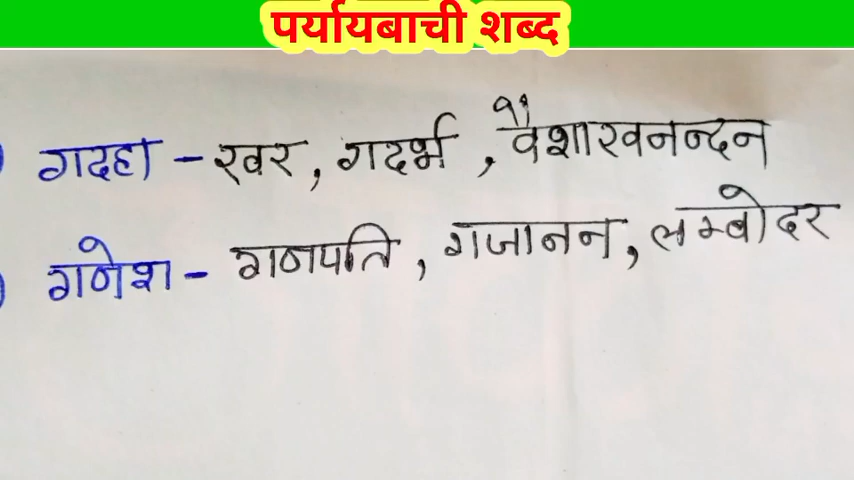 पर्यायबाची शब्द
गदहा - खर, गदर्भ, वैशाखनन्दन
गणेश - गणपति, गजानन, लम्बोदर